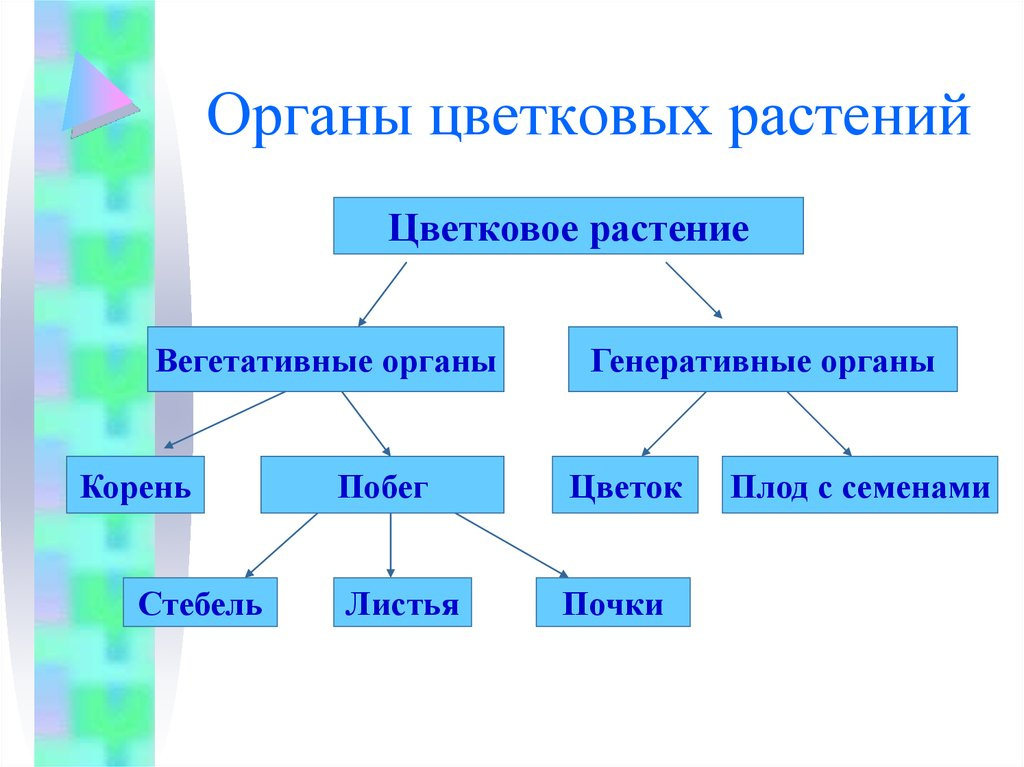 Органы цветковых растений
Цветковое растение
Вегетативные органы
Генеративные органы
Корень
Побег
Цветок
Плод с семенами
Стебель
Листья
Почки